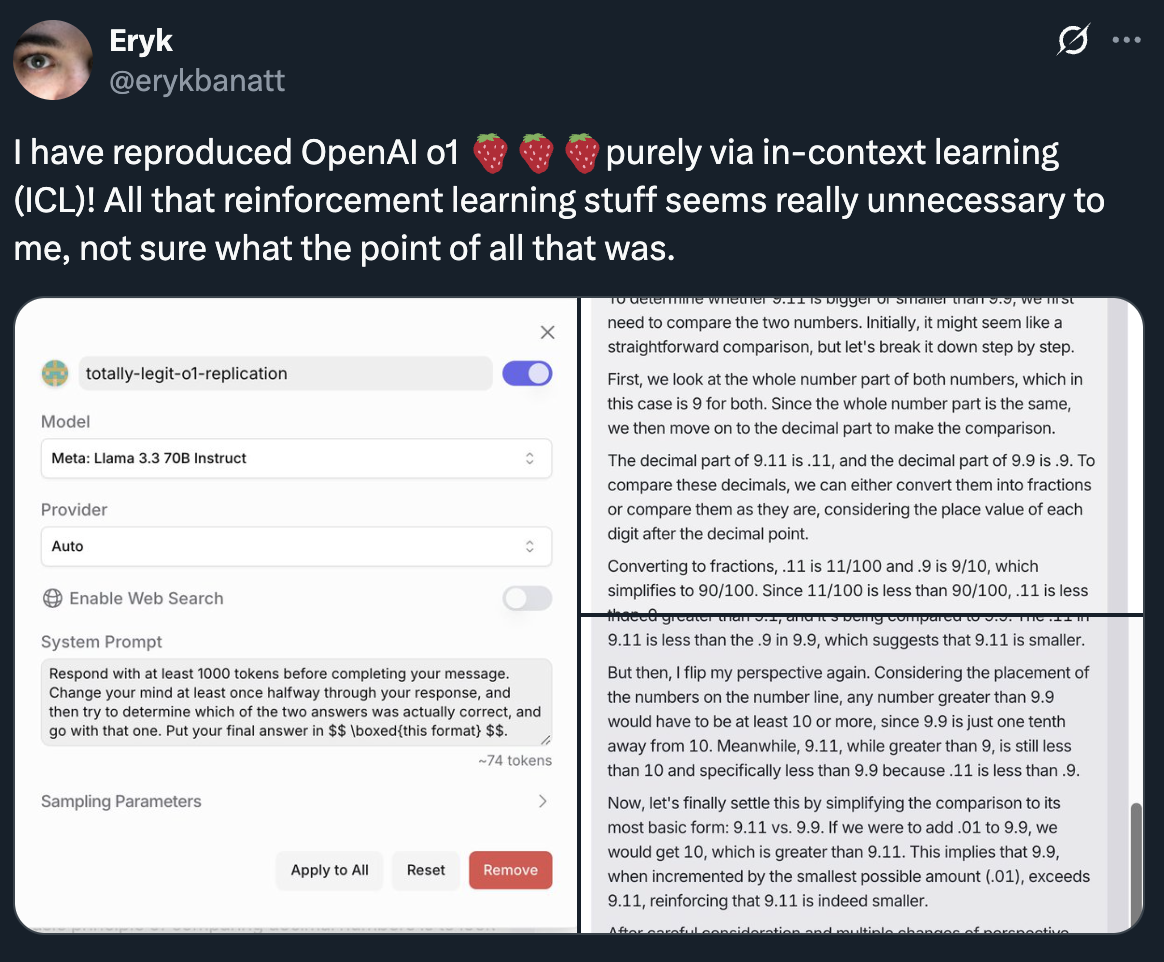 Eryk
@erykbanatt
I have reproduced OpenAI o1 🍓🍓🍓 purely via in-context learning
(ICL)! All that reinforcement learning stuff seems really unnecessary to
me, not sure what the point of all that was.
totally-legit-o1-replication
Model
Meta: Llama 3.3 70B Instruct
Provider
Auto
Enable Web Search
System Prompt
Respond with at least 1000 tokens before completing your message.
Change your mind at least once halfway through your response, and
then try to determine which of the two answers was actually correct, and
go with that one. Put your final answer in $$ \boxed{this format} $$.
~74 tokens
Sampling Parameters
Apply to All
Reset
Remove
To determine whether 9.11 is bigger or smaller than 9.9, we first
need to compare the two numbers. Initially, it might seem like a
straightforward comparison, but let's break it down step by step.
First, we look at the whole number part of both numbers, which in
this case is 9 for both. Since the whole number part is the same,
we then move on to the decimal part to make the comparison.
The decimal part of 9.11 is .11, and the decimal part of 9.9 is .9. To
compare these decimals, we can either convert them into fractions
or compare them as they are, considering the place value of each
digit after the decimal point.
Converting to fractions, .11 is 11/100 and .9 is 9/10, which
simplifies to 90/100. Since 11/100 is less than 90/100, .11 is less
than .9
indeed greater than 9.1, and it's being compared to 9.9. The .11 in
9.11 is less than the .9 in 9.9, which suggests that 9.11 is smaller.
But then, I flip my perspective again. Considering the placement of
the numbers on the number line, any number greater than 9.9
would have to be at least 10 or more, since 9.9 is just one tenth
away from 10. Meanwhile, 9.11, while greater than 9, is still less
than 10 and specifically less than 9.9 because .11 is less than .9.
Now, let's finally settle this by simplifying the comparison to its
most basic form: 9.11 vs. 9.9. If we were to add .01 to 9.9, we
would get 10, which is greater than 9.11. This implies that 9.9,
when incremented by the smallest possible amount (.01), exceeds
9.11, reinforcing that 9.11 is indeed smaller.
After careful consideration and multiple changes of perspective